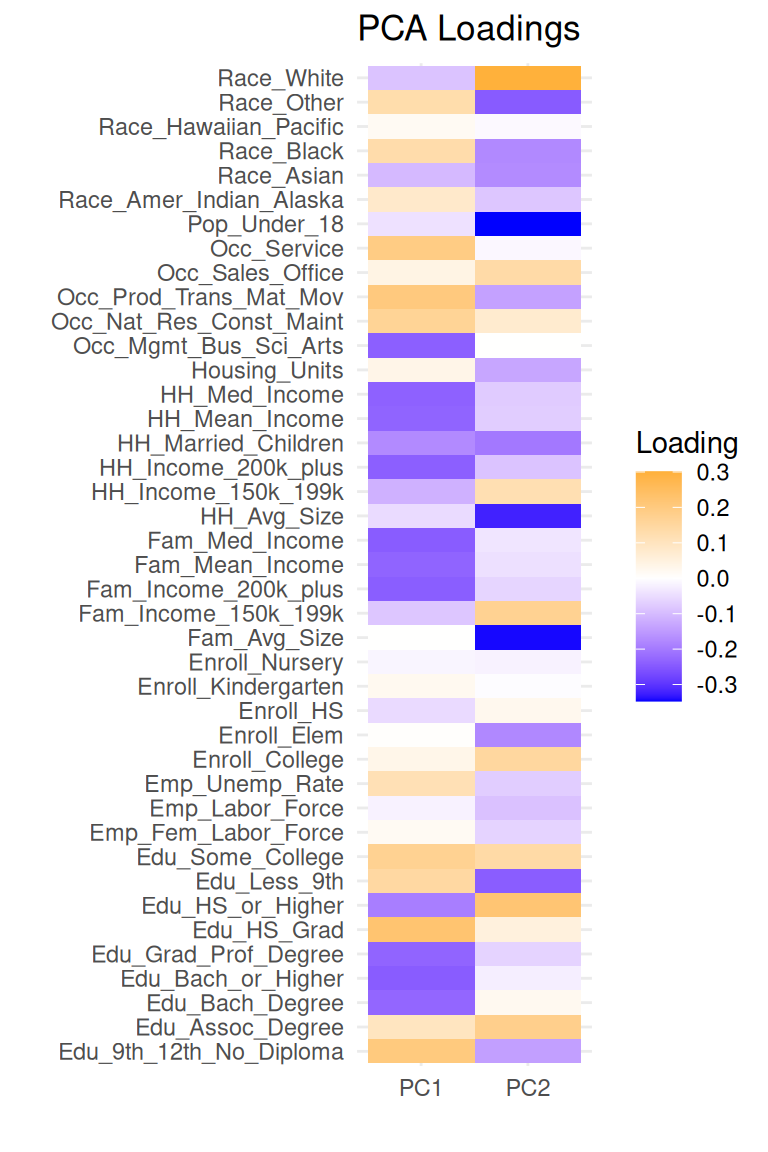 PCA Loadings
Race_White
Race_Other
Race_Hawaiian_Pacific
Race_Black
Race_Asian
Race_Amer_Indian_Alaska
Pop_Under_18
Occ_Service
Occ_Sales_Office
Occ_Prod_Trans_Mat_Mov
Occ_Nat_Res_Const_Maint
Occ_Mgmt_Bus_Sci_Arts
Housing_Units
HH_Med_Income
HH_Mean_Income
HH_Married_Children
HH_Income_200k_plus
HH_Income_150k_199k
HH_Avg_Size
Fam_Med_Income
Fam_Mean_Income
Fam_Income_200k_plus
Fam_Income_150k_199k
Fam_Avg_Size
Enroll_Nursery
Enroll_Kindergarten
Enroll_HS
Enroll_Elem
Enroll_College
Emp_Unemp_Rate
Emp_Labor_Force
Emp_Fem_Labor_Force
Edu_Some_College
Edu_Less_9th
Edu_HS_or_Higher
Edu_HS_Grad
Edu_Grad_Prof_Degree
Edu_Bach_or_Higher
Edu_Bach_Degree
Edu_Assoc_Degree
Edu_9th_12th_No_Diploma
PC1 PC2
Loading
0.3
0.2
0.1
0.0
-0.1
-0.2
-0.3